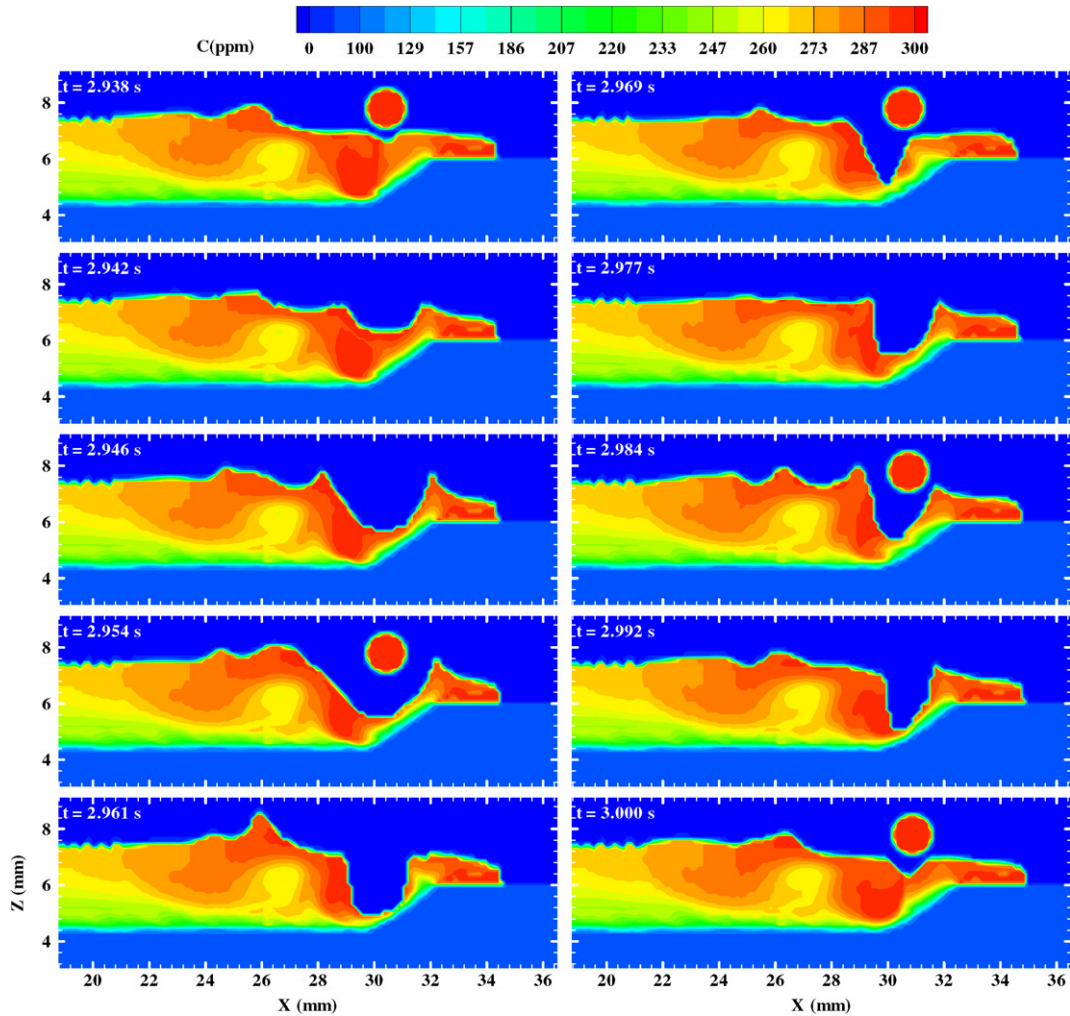 C(ppm) 0 100 129 157 186 207 220 233 247 260 273 287 300
t = 2.938 s t = 2.969 s
8
6
4
t = 2.942 s t = 2.977 s
8
6
4
t = 2.946 s t = 2.984 s
8
6
4
t = 2.954 s t = 2.992 s
8
6
4
t = 2.961 s t = 3.000 s
8
6
4
Z (mm)
20 22 24 26 28 30 32 34 36 20 22 24 26 28 30 32 34 36
X (mm) X (mm)